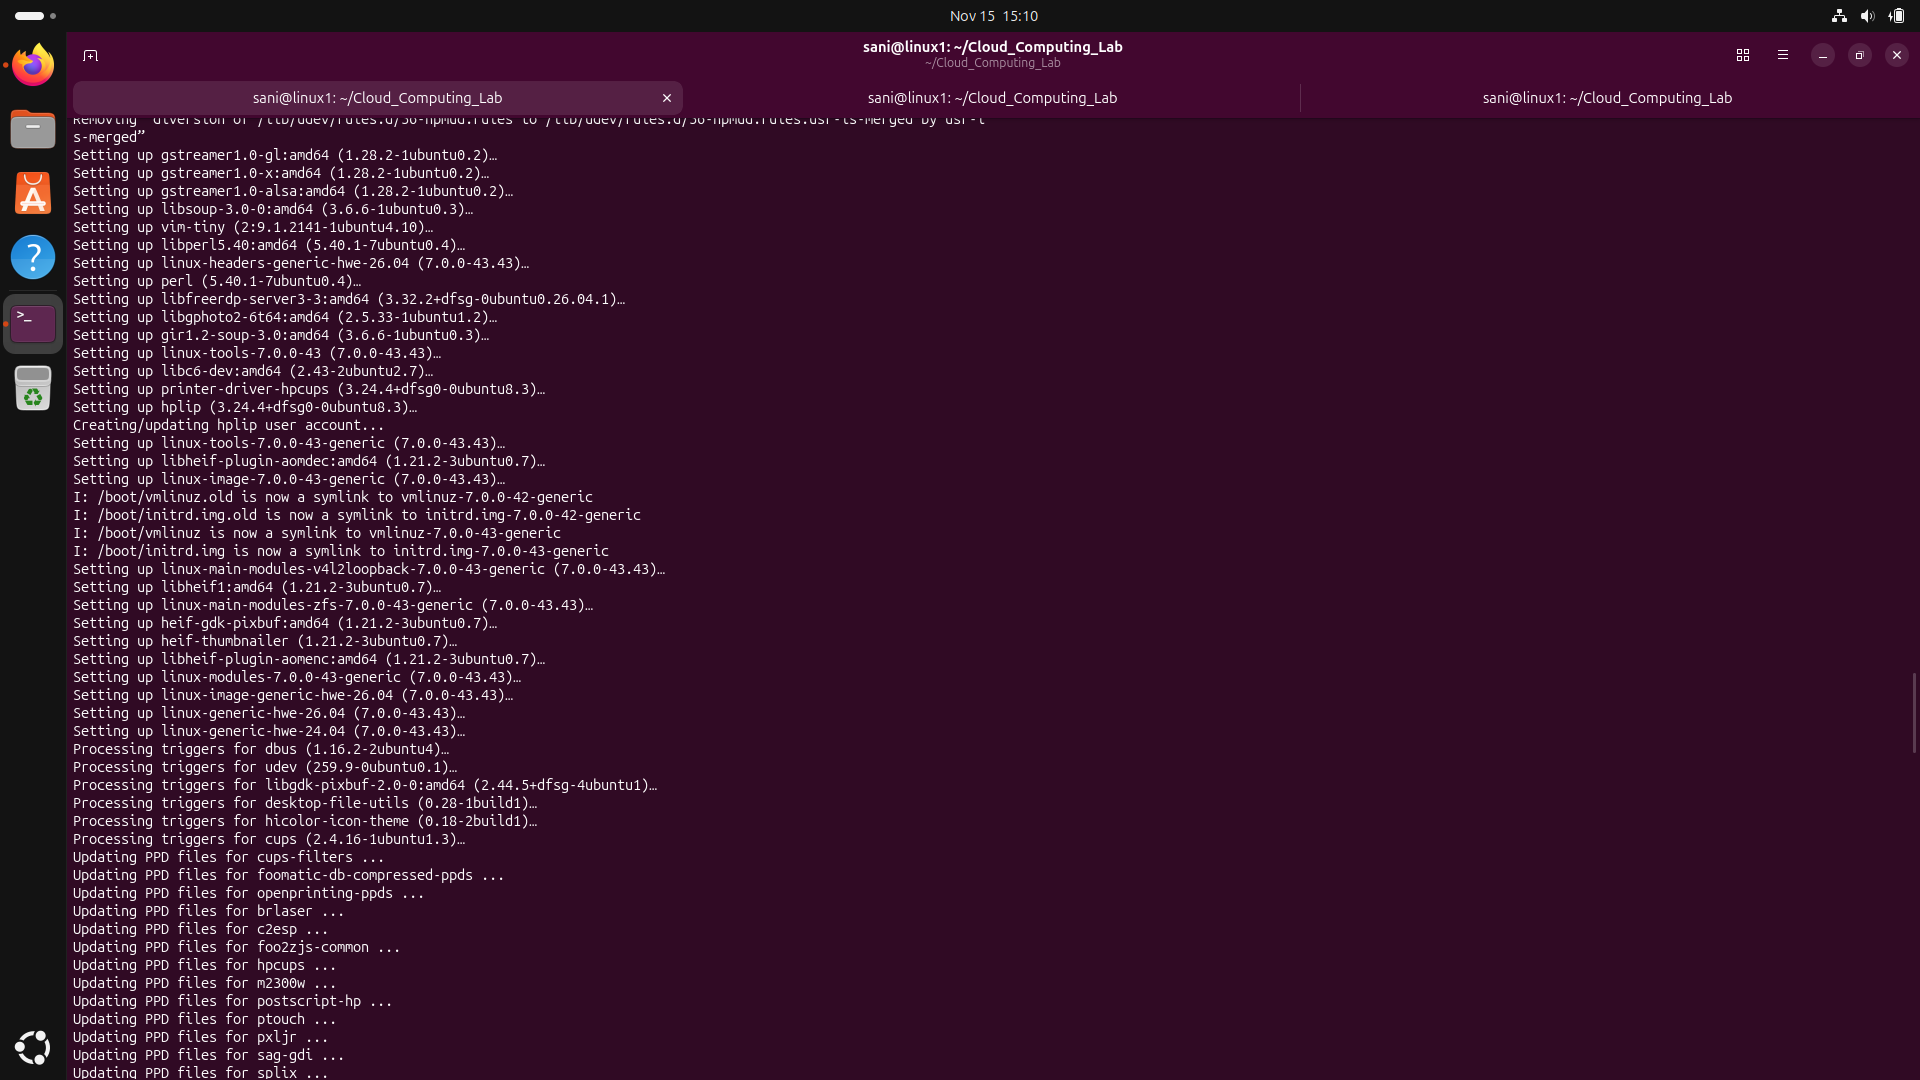 Nov 15 15:10
sani@linux1: ~/Cloud_Computing_Lab
~/Cloud_Computing_Lab
sani@linux1: ~/Cloud_Computing_Lab
sani@linux1: ~/Cloud_Computing_Lab
sani@linux1: ~/Cloud_Computing_Lab
Removing “diversion of /lib/udev/rules.d/56-hpmud.rules to /lib/udev/rules.d/56-hpmud.rules.usr-is-merged by usr-i
s-merged”
Setting up gstreamer1.0-gl:amd64 (1.28.2-1ubuntu0.2)…
Setting up gstreamer1.0-x:amd64 (1.28.2-1ubuntu0.2)…
Setting up gstreamer1.0-alsa:amd64 (1.28.2-1ubuntu0.2)…
Setting up libsoup-3.0-0:amd64 (3.6.6-1ubuntu0.3)…
Setting up vim-tiny (2:9.1.2141-1ubuntu4.10)…
Setting up libperl5.40:amd64 (5.40.1-7ubuntu0.4)…
Setting up linux-headers-generic-hwe-26.04 (7.0.0-43.43)…
Setting up perl (5.40.1-7ubuntu0.4)…
Setting up libfreerdp-server3-3:amd64 (3.32.2+dfsg-0ubuntu0.26.04.1)…
Setting up libgphoto2-6t64:amd64 (2.5.33-1ubuntu1.2)…
Setting up gir1.2-soup-3.0:amd64 (3.6.6-1ubuntu0.3)…
Setting up linux-tools-7.0.0-43 (7.0.0-43.43)…
Setting up libc6-dev:amd64 (2.43-2ubuntu2.7)…
Setting up printer-driver-hpcups (3.24.4+dfsg0-0ubuntu8.3)…
Setting up hplip (3.24.4+dfsg0-0ubuntu8.3)…
Creating/updating hplip user account...
Setting up linux-tools-7.0.0-43-generic (7.0.0-43.43)…
Setting up libheif-plugin-aomdec:amd64 (1.21.2-3ubuntu0.7)…
Setting up linux-image-7.0.0-43-generic (7.0.0-43.43)…
I: /boot/vmlinuz.old is now a symlink to vmlinuz-7.0.0-42-generic
I: /boot/initrd.img.old is now a symlink to initrd.img-7.0.0-42-generic
I: /boot/vmlinuz is now a symlink to vmlinuz-7.0.0-43-generic
I: /boot/initrd.img is now a symlink to initrd.img-7.0.0-43-generic
Setting up linux-main-modules-v4l2loopback-7.0.0-43-generic (7.0.0-43.43)…
Setting up libheif1:amd64 (1.21.2-3ubuntu0.7)…
Setting up linux-main-modules-zfs-7.0.0-43-generic (7.0.0-43.43)…
Setting up heif-gdk-pixbuf:amd64 (1.21.2-3ubuntu0.7)…
Setting up heif-thumbnailer (1.21.2-3ubuntu0.7)…
Setting up libheif-plugin-aomenc:amd64 (1.21.2-3ubuntu0.7)…
Setting up linux-modules-7.0.0-43-generic (7.0.0-43.43)…
Setting up linux-image-generic-hwe-26.04 (7.0.0-43.43)…
Setting up linux-generic-hwe-26.04 (7.0.0-43.43)…
Setting up linux-generic-hwe-24.04 (7.0.0-43.43)…
Processing triggers for dbus (1.16.2-2ubuntu4)…
Processing triggers for udev (259.9-0ubuntu0.1)…
Processing triggers for libgdk-pixbuf-2.0-0:amd64 (2.44.5+dfsg-4ubuntu1)…
Processing triggers for desktop-file-utils (0.28-1build1)…
Processing triggers for hicolor-icon-theme (0.18-2build1)…
Processing triggers for cups (2.4.16-1ubuntu1.3)…
Updating PPD files for cups-filters ...
Updating PPD files for foomatic-db-compressed-ppds ...
Updating PPD files for openprinting-ppds ...
Updating PPD files for brlaser ...
Updating PPD files for c2esp ...
Updating PPD files for foo2zjs-common ...
Updating PPD files for hpcups ...
Updating PPD files for m2300w ...
Updating PPD files for postscript-hp ...
Updating PPD files for ptouch ...
Updating PPD files for pxljr ...
Updating PPD files for sag-gdi ...
Updating PPD files for splix ...